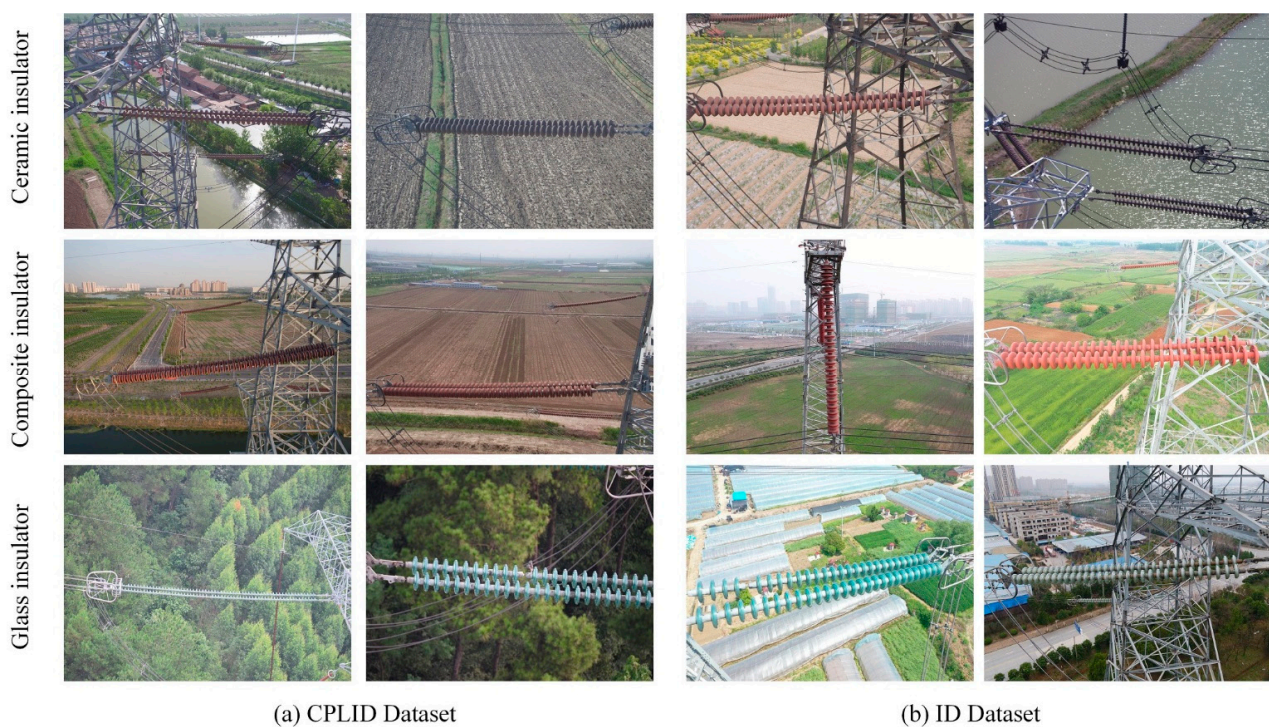 Ceramic insulator
Composite insulator
Glass insulator
(a) CPLID Dataset
(b) ID Dataset